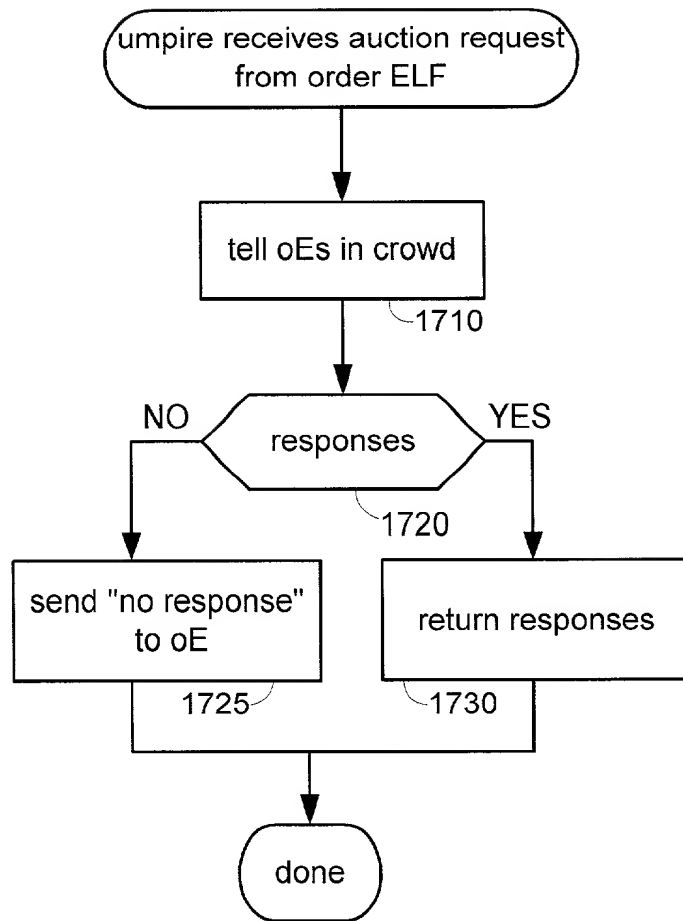 umpire receives auction request
from order ELF
tell oEs in crowd
1710
NO
YES
responses
1720
send "no response"
to oE
return responses
1725
1730
done